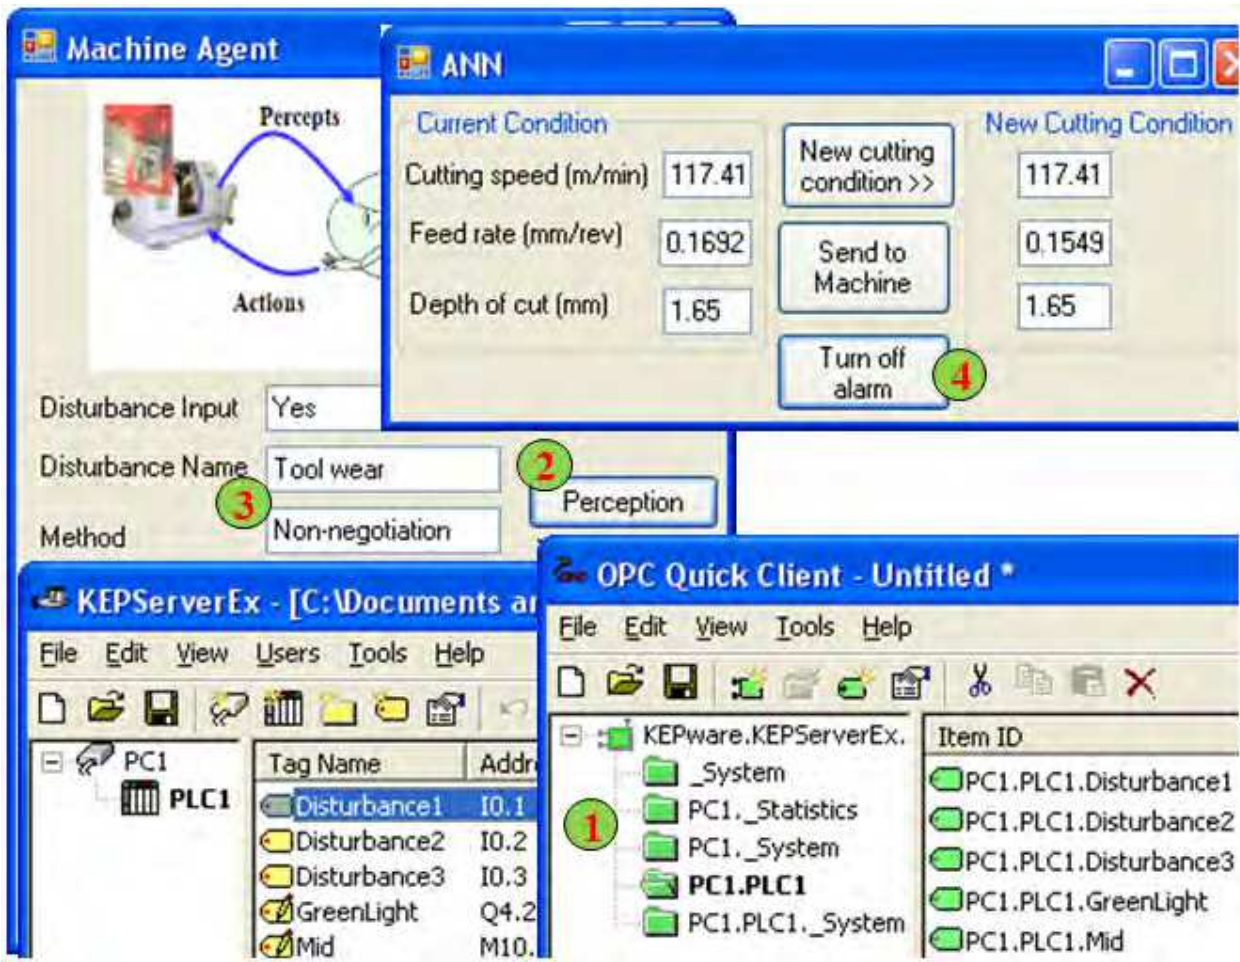 Machine Agent
Percepts
Actions
Disturbance Input Yes
Disturbance Name Tool wear
Method Non-negotiation
Perception
2
3
ANN
Current Condition
New Cutting Condition
Cutting speed (m/min) 117.41
New cutting condition >>
117.41
Feed rate (mm/rev) 0.1692
Send to Machine
0.1549
Depth of cut (mm) 1.65
1.65
Turn off alarm
4
KEPServerEx - [C:\Documents
File Edit View Users Tools Help
PC1
PLC1
Tag Name
Disturbance1 I0.1
Disturbance2 I0.2
Disturbance3 I0.3
GreenLight Q4.2
Mid M10.
OPC Quick Client - Untitled *
File Edit View Tools Help
KEPware.KEPServerEx.
_System
PC1._Statistics
PC1._System
PC1.PLC1
PC1.PLC1._System
1
Item ID
PC1.PLC1.Disturbance1
PC1.PLC1.Disturbance2
PC1.PLC1.Disturbance3
PC1.PLC1.GreenLight
PC1.PLC1.Mid